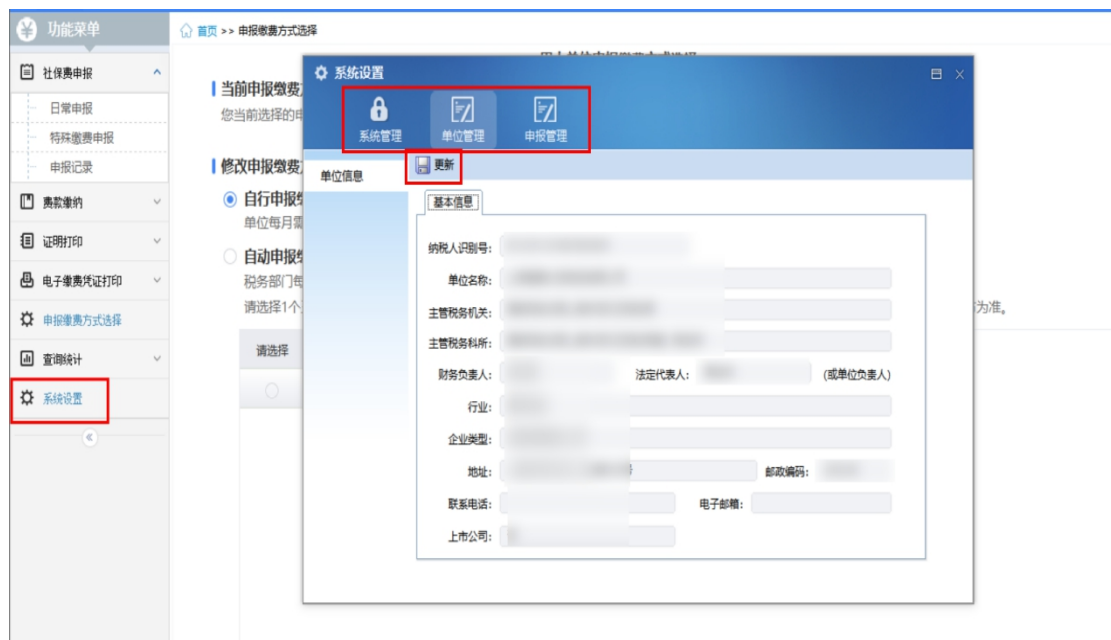 功能菜单
首页 >> 申报缴费方式选择
社保费申报
日常申报
特殊缴费申报
申报记录
费款缴纳
证明打印
电子缴费凭证打印
申报缴费方式选择
查询统计
系统设置
当前申报缴费
您当前选择的申
修改申报缴费
自行申报缴
单位每月需
自动申报缴
税务部门每
请选择1个
为准。
请选择
系统设置
系统管理
单位管理
申报管理
单位信息
更新
基本信息
纳税人识别号:
单位名称:
主管税务机关:
主管税务科所:
财务负责人:
法定代表人:
(或单位负责人)
行业:
企业类型:
地址:
号
邮政编码:
联系电话:
电子邮箱:
上市公司: